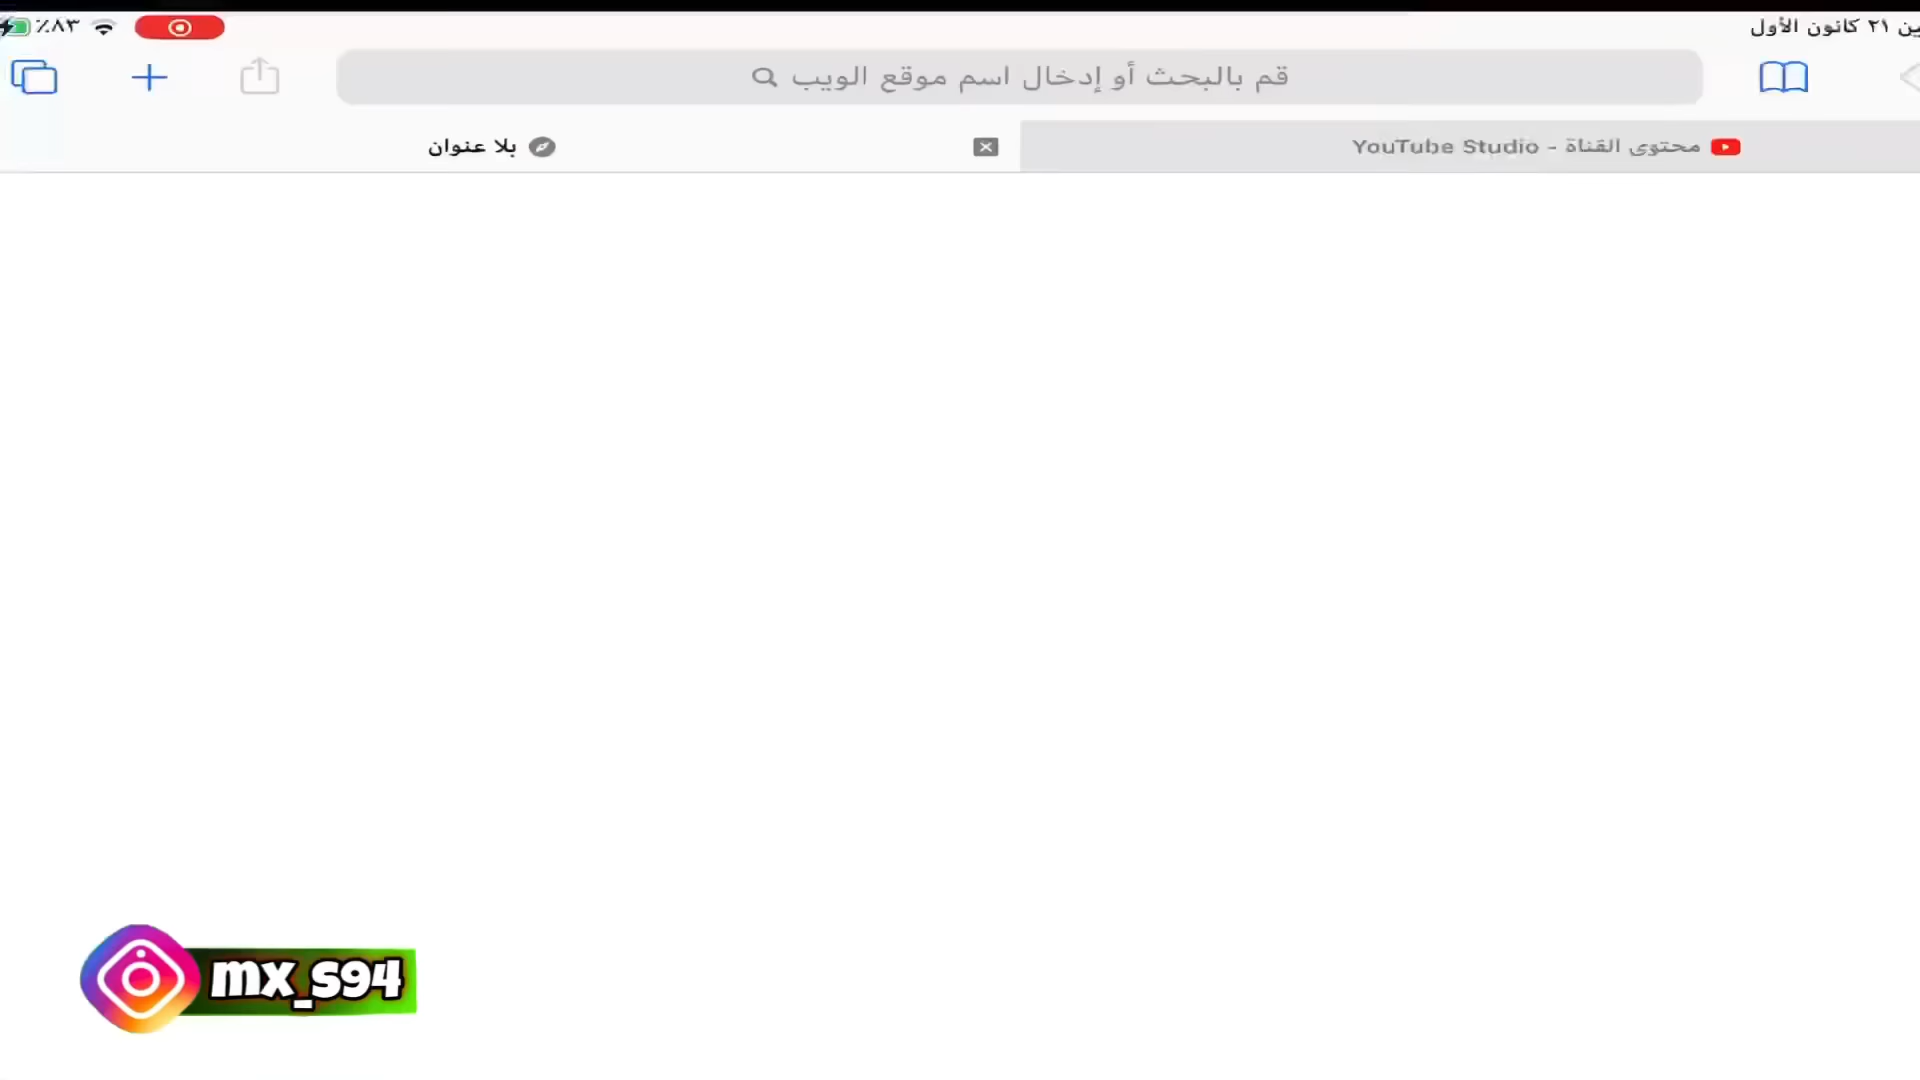 ٢١ كانون الأول
٪٨٣
قم بالبحث أو إدخال اسم موقع الويب
محتوى القناة - YouTube Studio
بلا عنوان
mx_s94